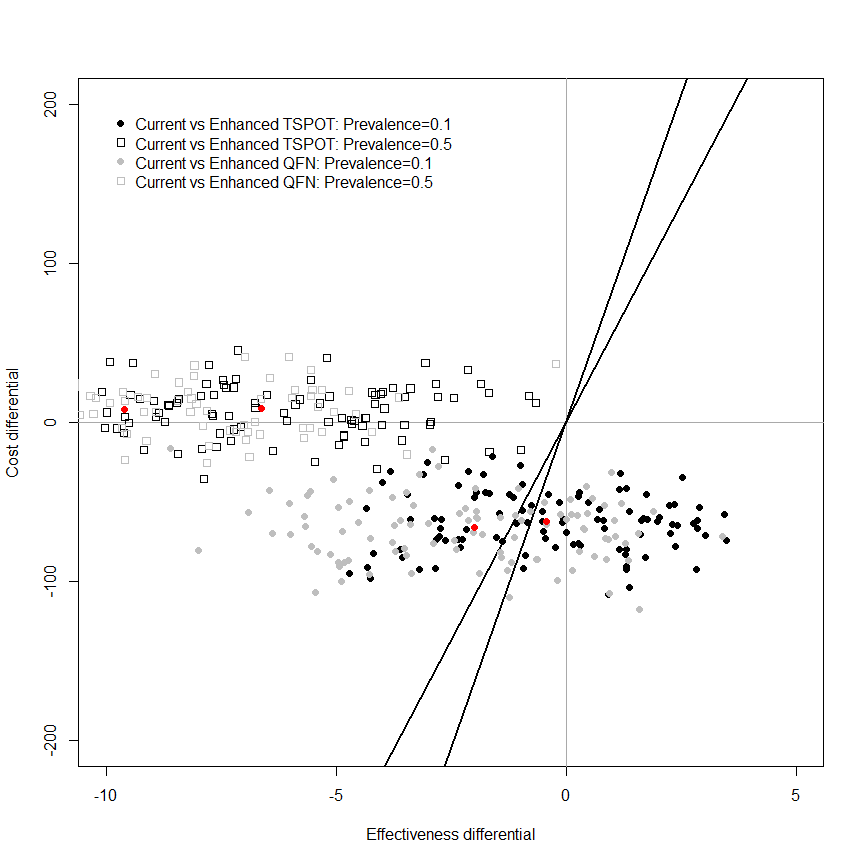 Current vs Enhanced TSPOT: Prevalence=0.1
Current vs Enhanced TSPOT: Prevalence=0.5
Current vs Enhanced QFN: Prevalence=0.1
Current vs Enhanced QFN: Prevalence=0.5
200
100
0
-100
-200
Cost differential
-10 -5 0 5
Effectiveness differential